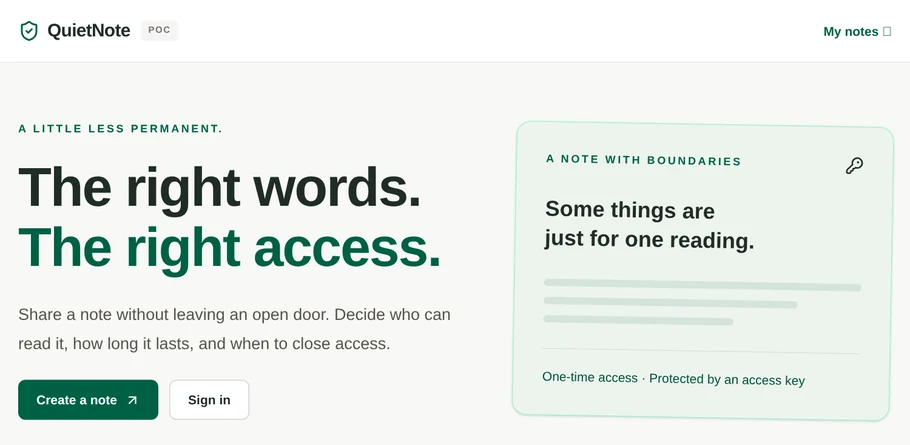 QuietNote
POC
My notes
A LITTLE LESS PERMANENT.
The right words.
The right access.
Share a note without leaving an open door. Decide who can
read it, how long it lasts, and when to close access.
Create a note
Sign in
A NOTE WITH BOUNDARIES
Some things are
just for one reading.
One-time access · Protected by an access key